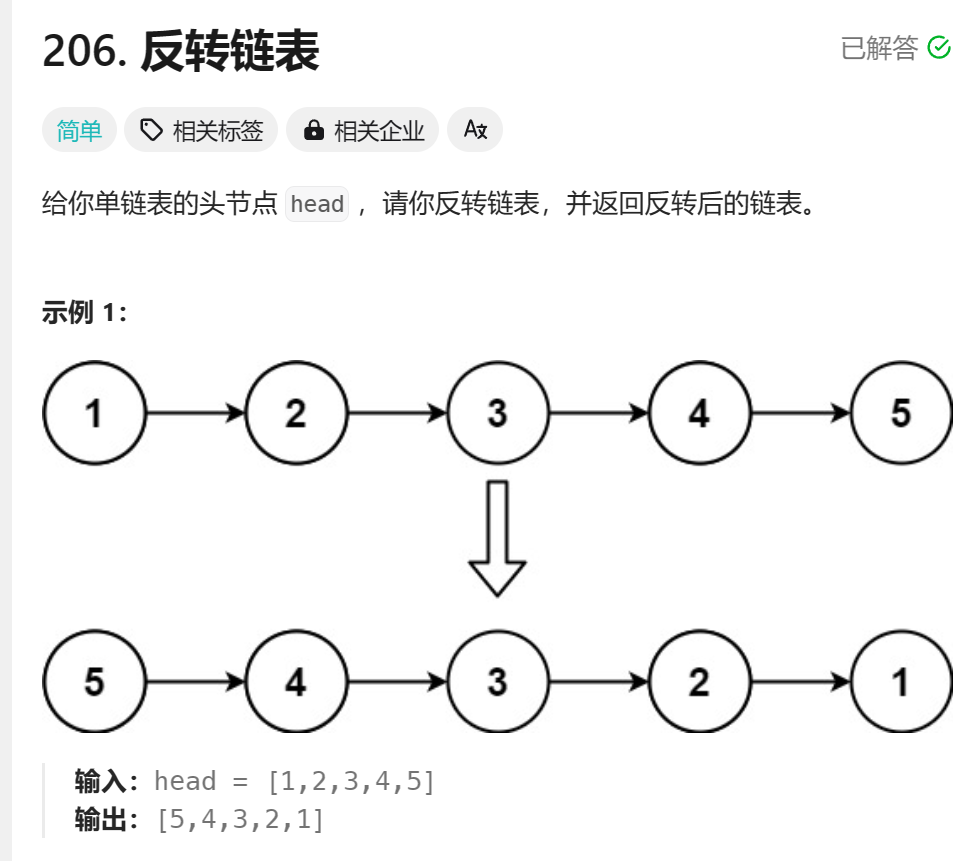 206. 反转链表
已解答
简单 相关标签 相关企业 A文
给你单链表的头节点 head ，请你反转链表，并返回反转后的链表。
示例 1：
1 2 3 4 5
5 4 3 2 1
输入：head = [1,2,3,4,5]
输出：[5,4,3,2,1]